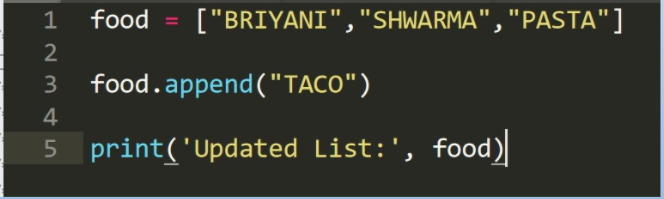 1 food = ["BRIYANI","SHWARMA","PASTA"]
2
3 food.append("TACO")
4
5 print('Updated List:', food)